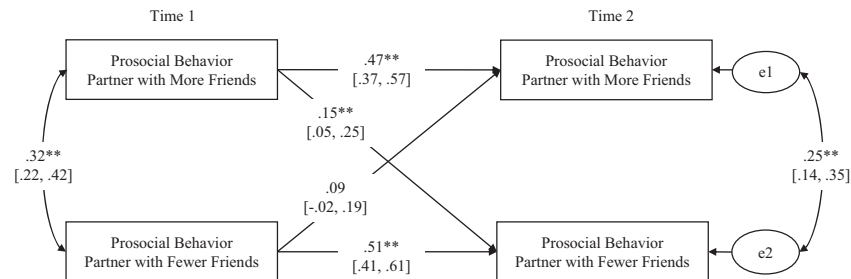 Time 1
Time 2
Prosocial Behavior
Partner with More Friends
.47**
[.37, .57]
Prosocial Behavior
Partner with More Friends
e1
.15**
[.05, .25]
.32**
[.22, .42]
.25**
[.14, .35]
.09
[-.02, .19]
Prosocial Behavior
Partner with Fewer Friends
.51**
[.41, .61]
Prosocial Behavior
Partner with Fewer Friends
e2